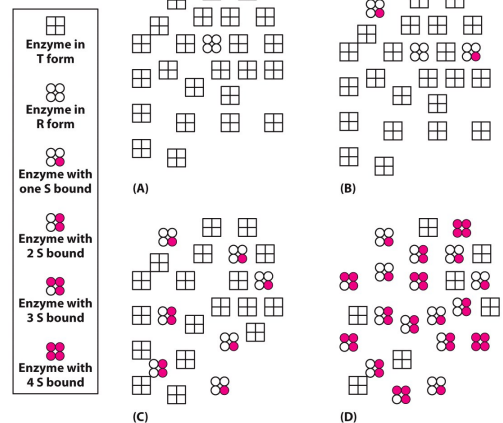 Enzyme in
T form
Enzyme in
R form
Enzyme with
one S bound
Enzyme with
2 S bound
Enzyme with
3 S bound
Enzyme with
4 S bound
(A)
(B)
(C)
(D)